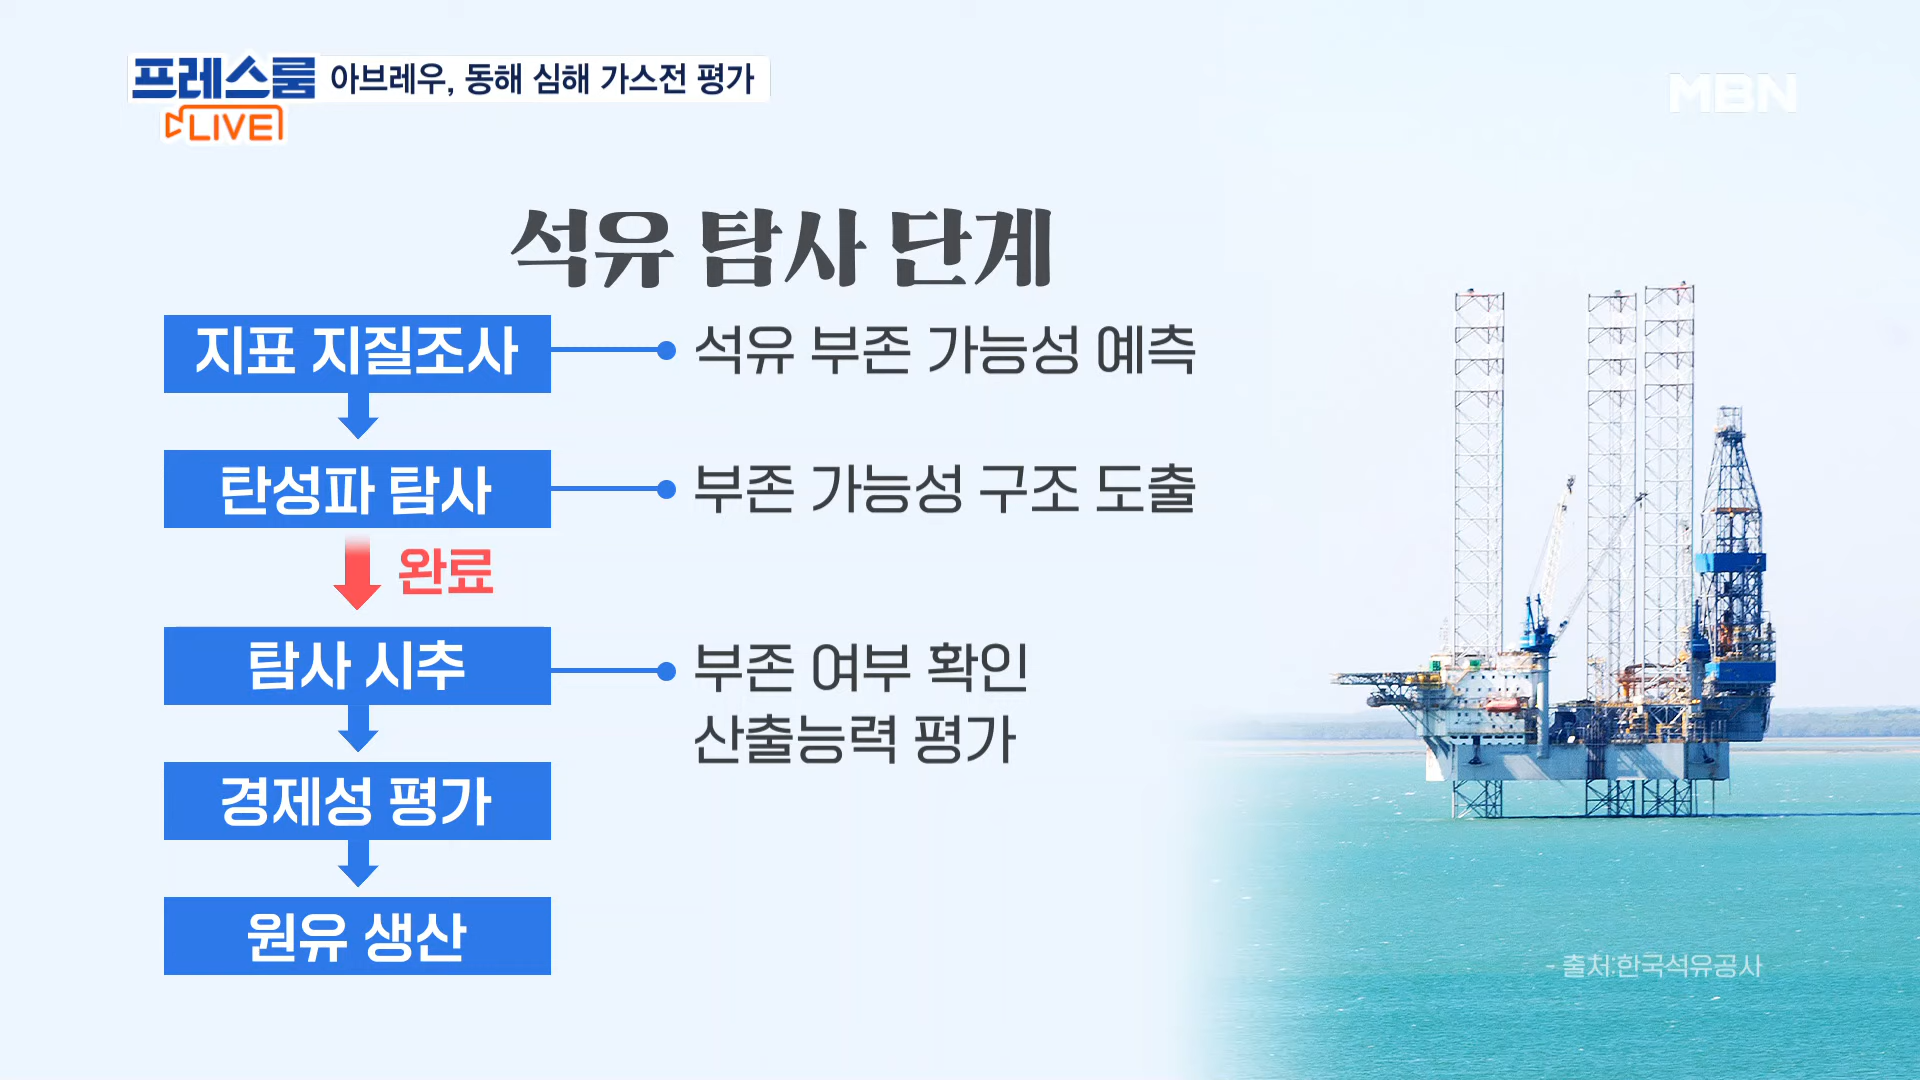 프레스룸 아브레우, 동해 심해 가스전 평가
LIVE
MBN
석유 탐사 단계
지표 지질조사 석유 부존 가능성 예측
탄성파 탐사 부존 가능성 구조 도출
완료
탐사 시추 부존 여부 확인
산출능력 평가
경제성 평가
원유 생산
- 출처:한국석유공사